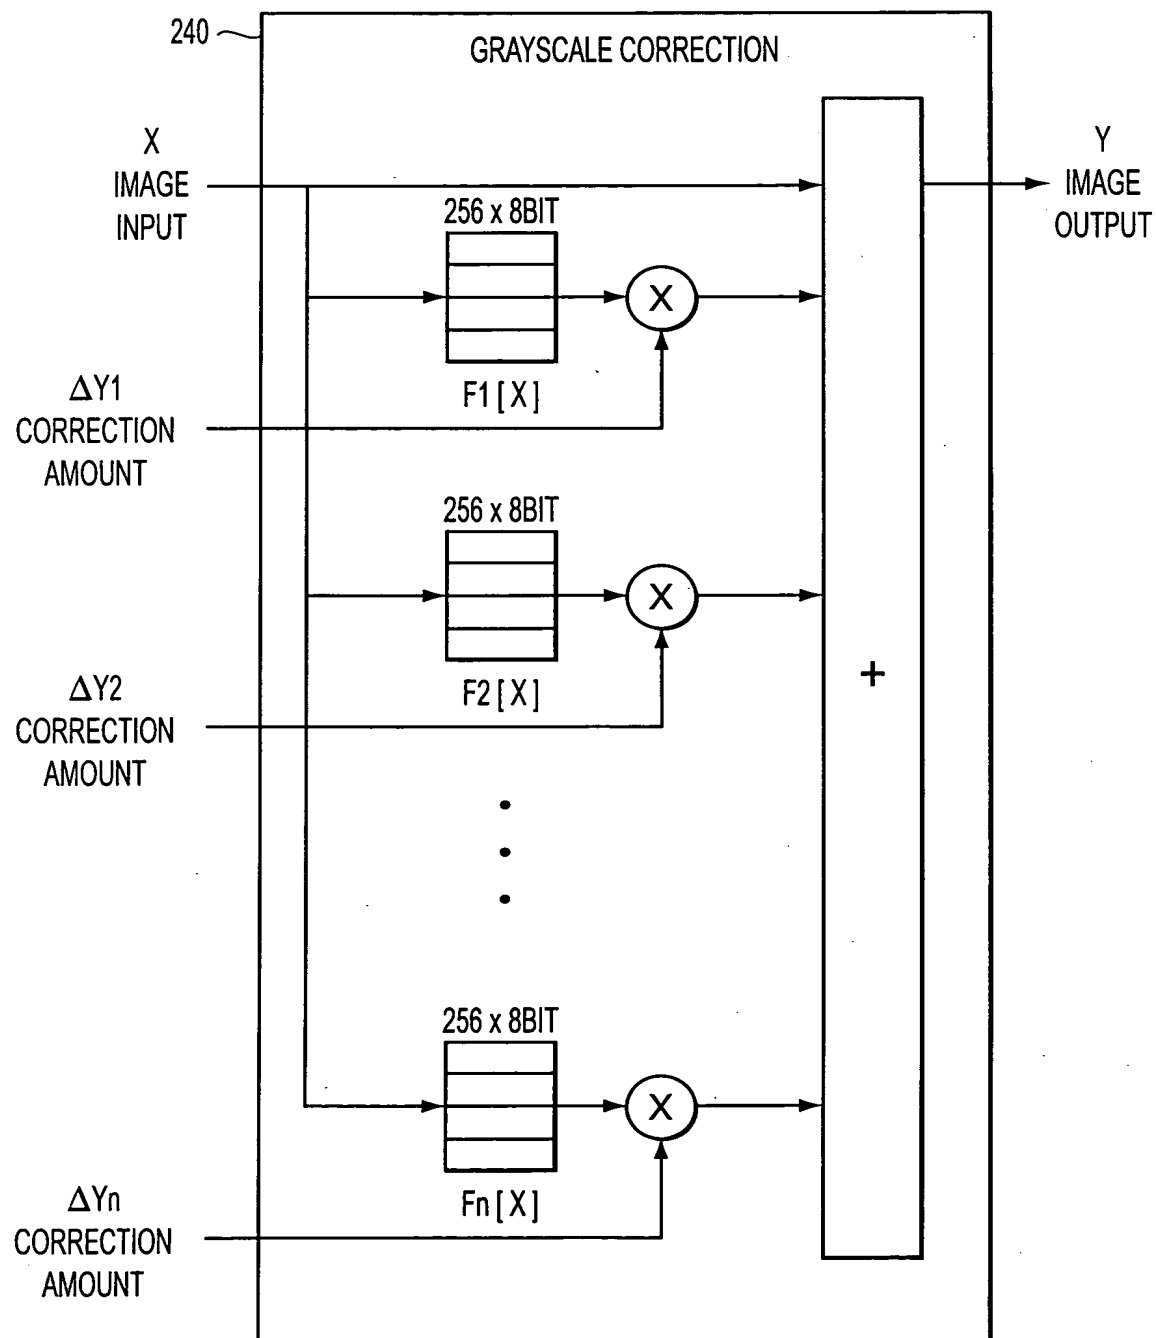 240
GRAYSCALE CORRECTION
X
IMAGE
INPUT
Y
IMAGE
OUTPUT
256 x 8BIT
X
F1 [ X ]
ΔY1
CORRECTION
AMOUNT
256 x 8BIT
X
F2 [ X ]
+
ΔY2
CORRECTION
AMOUNT
256 x 8BIT
X
Fn [ X ]
ΔYn
CORRECTION
AMOUNT